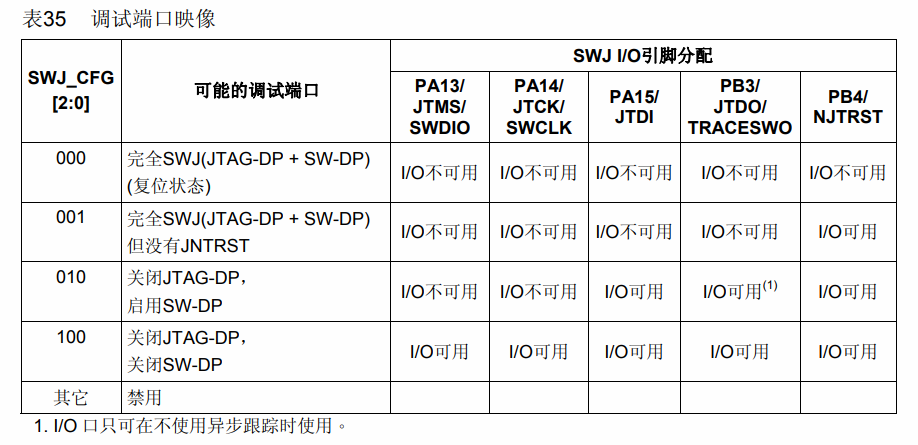 表35 调试端口映像
SWJ_CFG
[2:0]
可能的调试端口
SWJ I/O引脚分配
PA13/
JTMS/
SWDIO
PA14/
JTCK/
SWCLK
PA15/
JTDI
PB3/
JTDO/
TRACESWO
PB4/
NJTRST
000
完全SWJ(JTAG-DP + SW-DP)
(复位状态)
I/O不可用
I/O不可用
I/O不可用
I/O不可用
I/O不可用
001
完全SWJ(JTAG-DP + SW-DP)
但没有JNTRST
I/O不可用
I/O不可用
I/O不可用
I/O不可用
I/O可用
010
关闭JTAG-DP，
启用SW-DP
I/O不可用
I/O不可用
I/O可用
I/O可用(1)
I/O可用
100
关闭JTAG-DP，
关闭SW-DP
I/O可用
I/O可用
I/O可用
I/O可用
I/O可用
其它
禁用
1. I/O 口只可在不使用异步跟踪时使用。